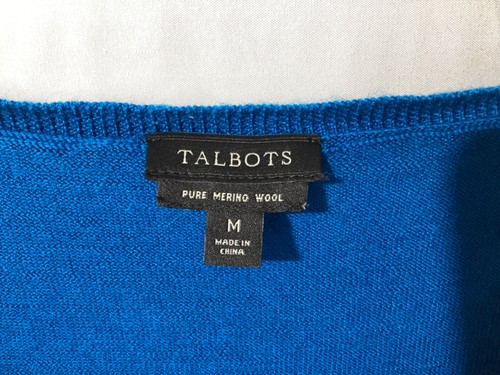 TALBOTS
PURE MERINO WOOL
M
MADE IN
CHINA